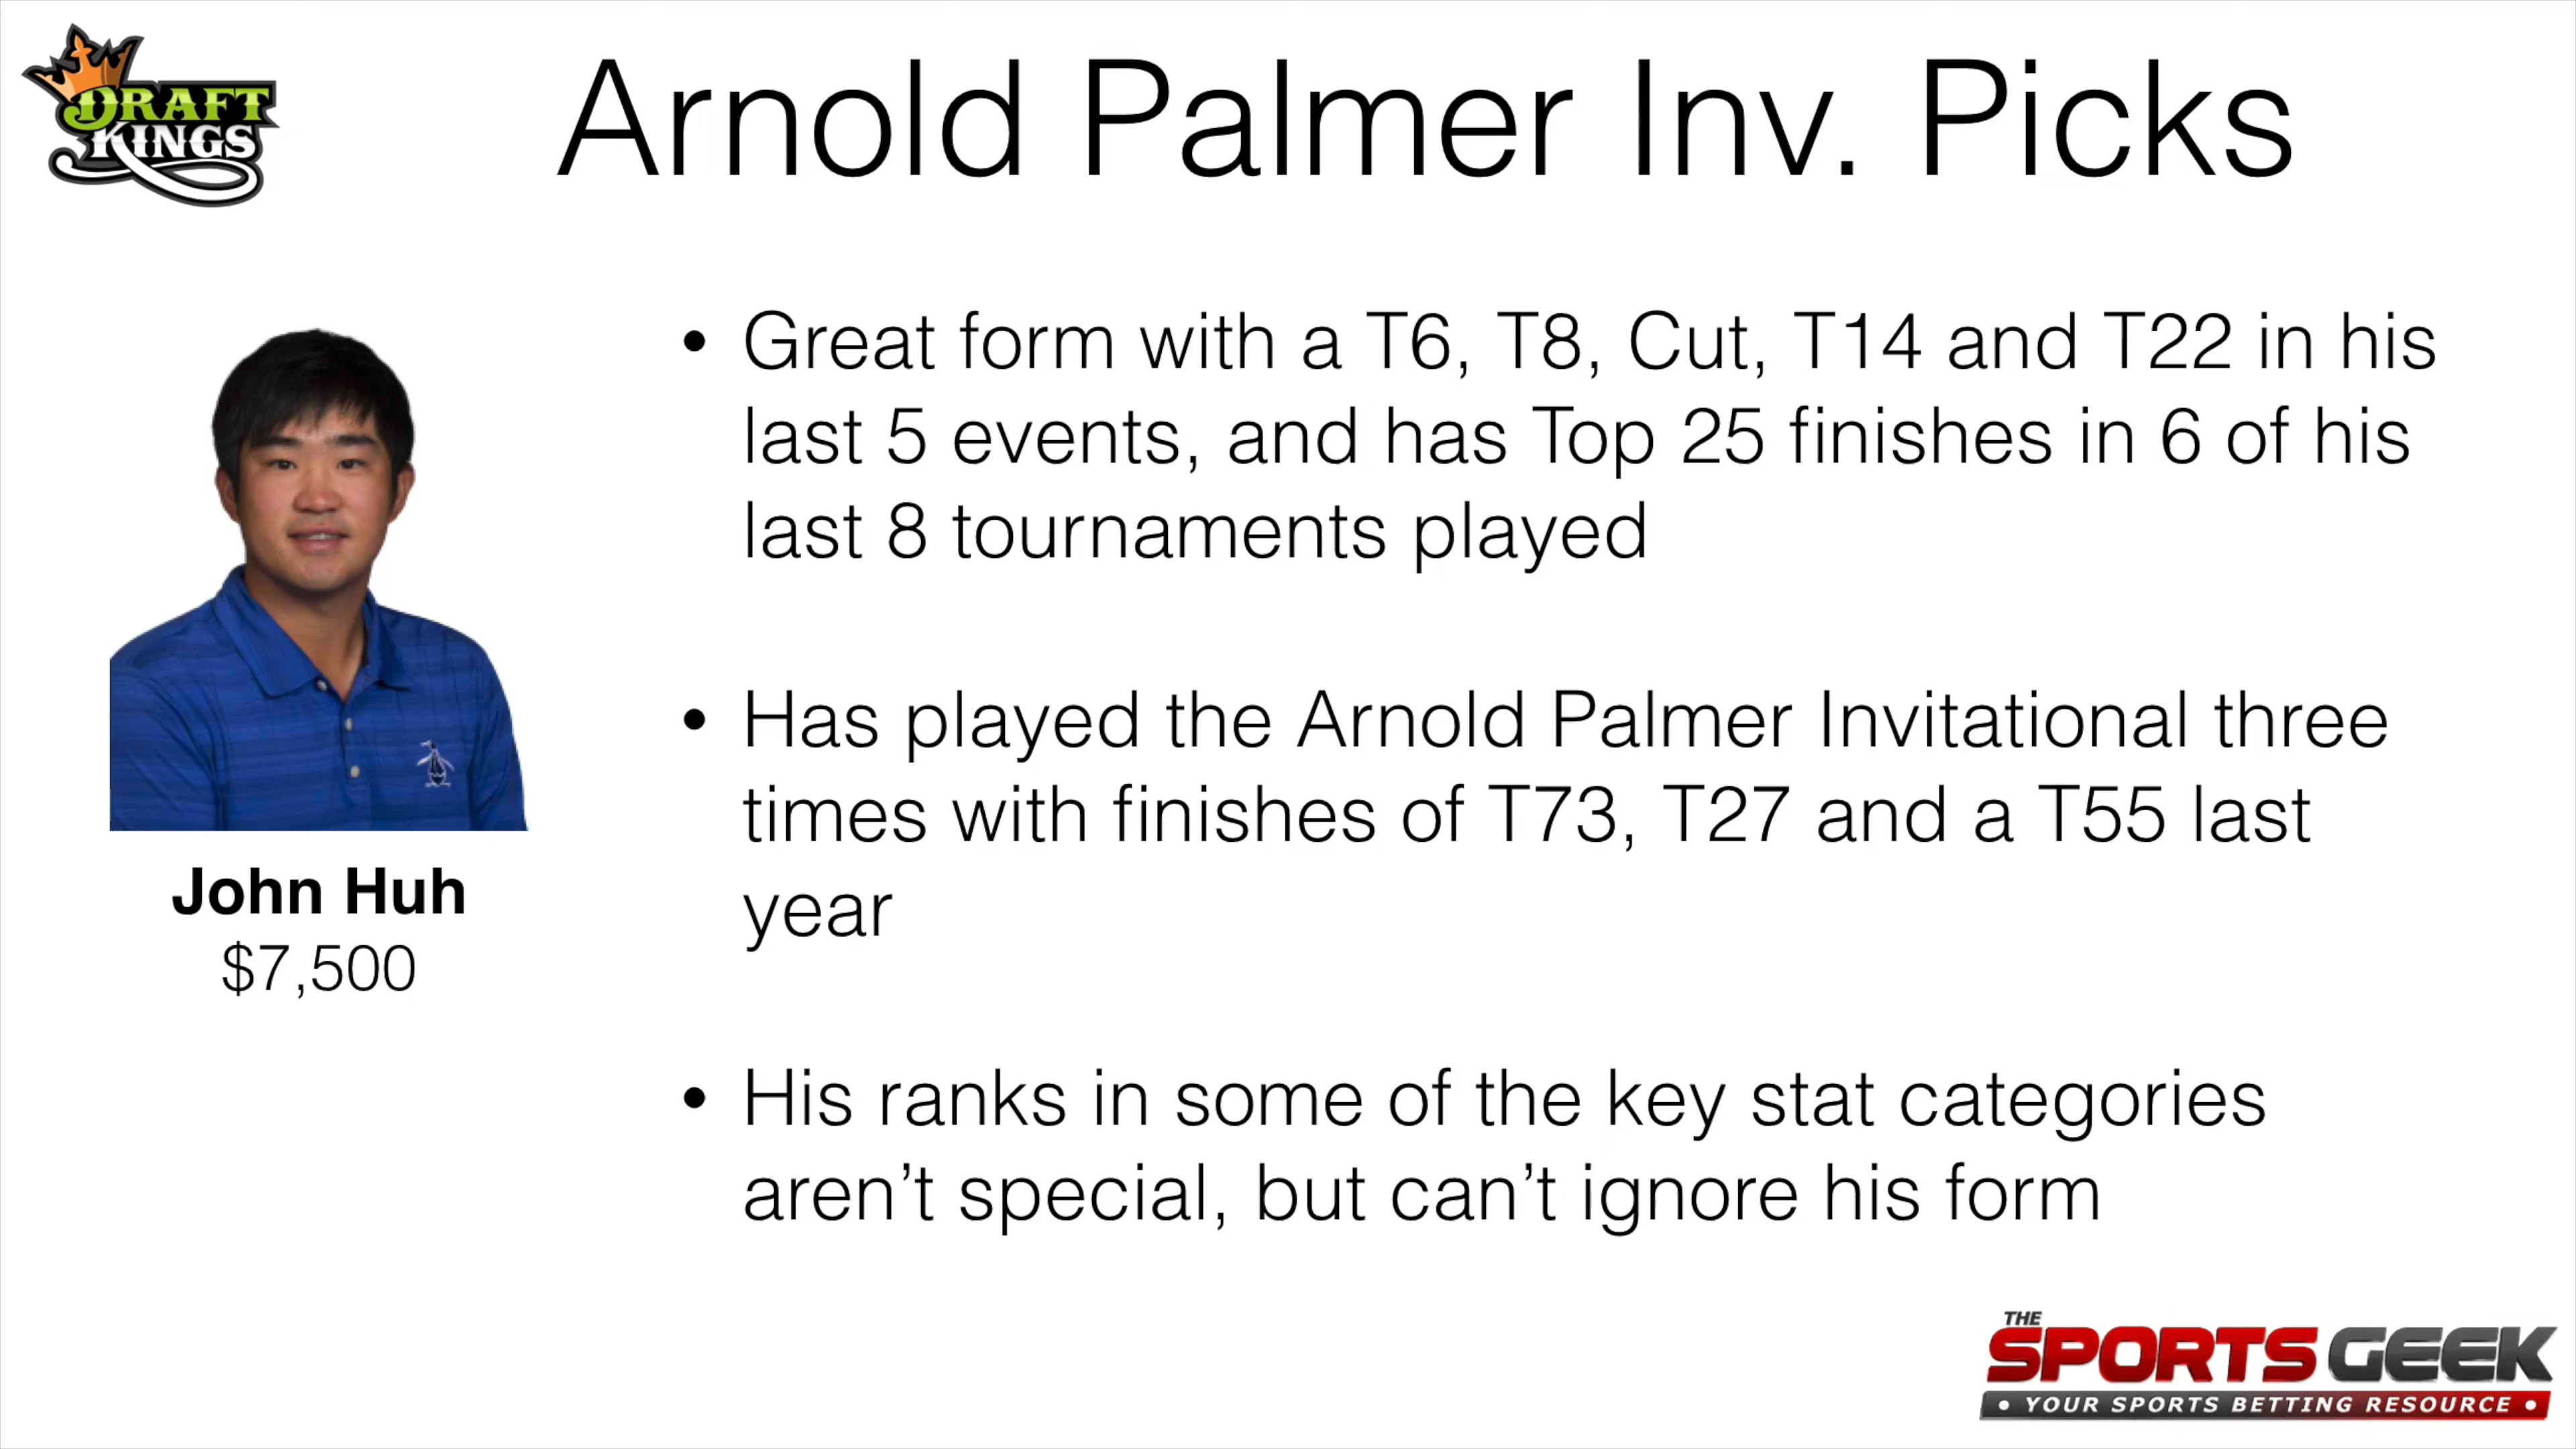 DRAFT
KINGS
Arnold Palmer Inv. Picks
• Great form with a T6, T8, Cut, T14 and T22 in his
last 5 events, and has Top 25 finishes in 6 of his
last 8 tournaments played
• Has played the Arnold Palmer Invitational three
times with finishes of T73, T27 and a T55 last
year
• His ranks in some of the key stat categories
aren’t special, but can’t ignore his form
John Huh
$7,500
THE
SPORTS GEEK
• YOUR SPORTS BETTING RESOURCE •